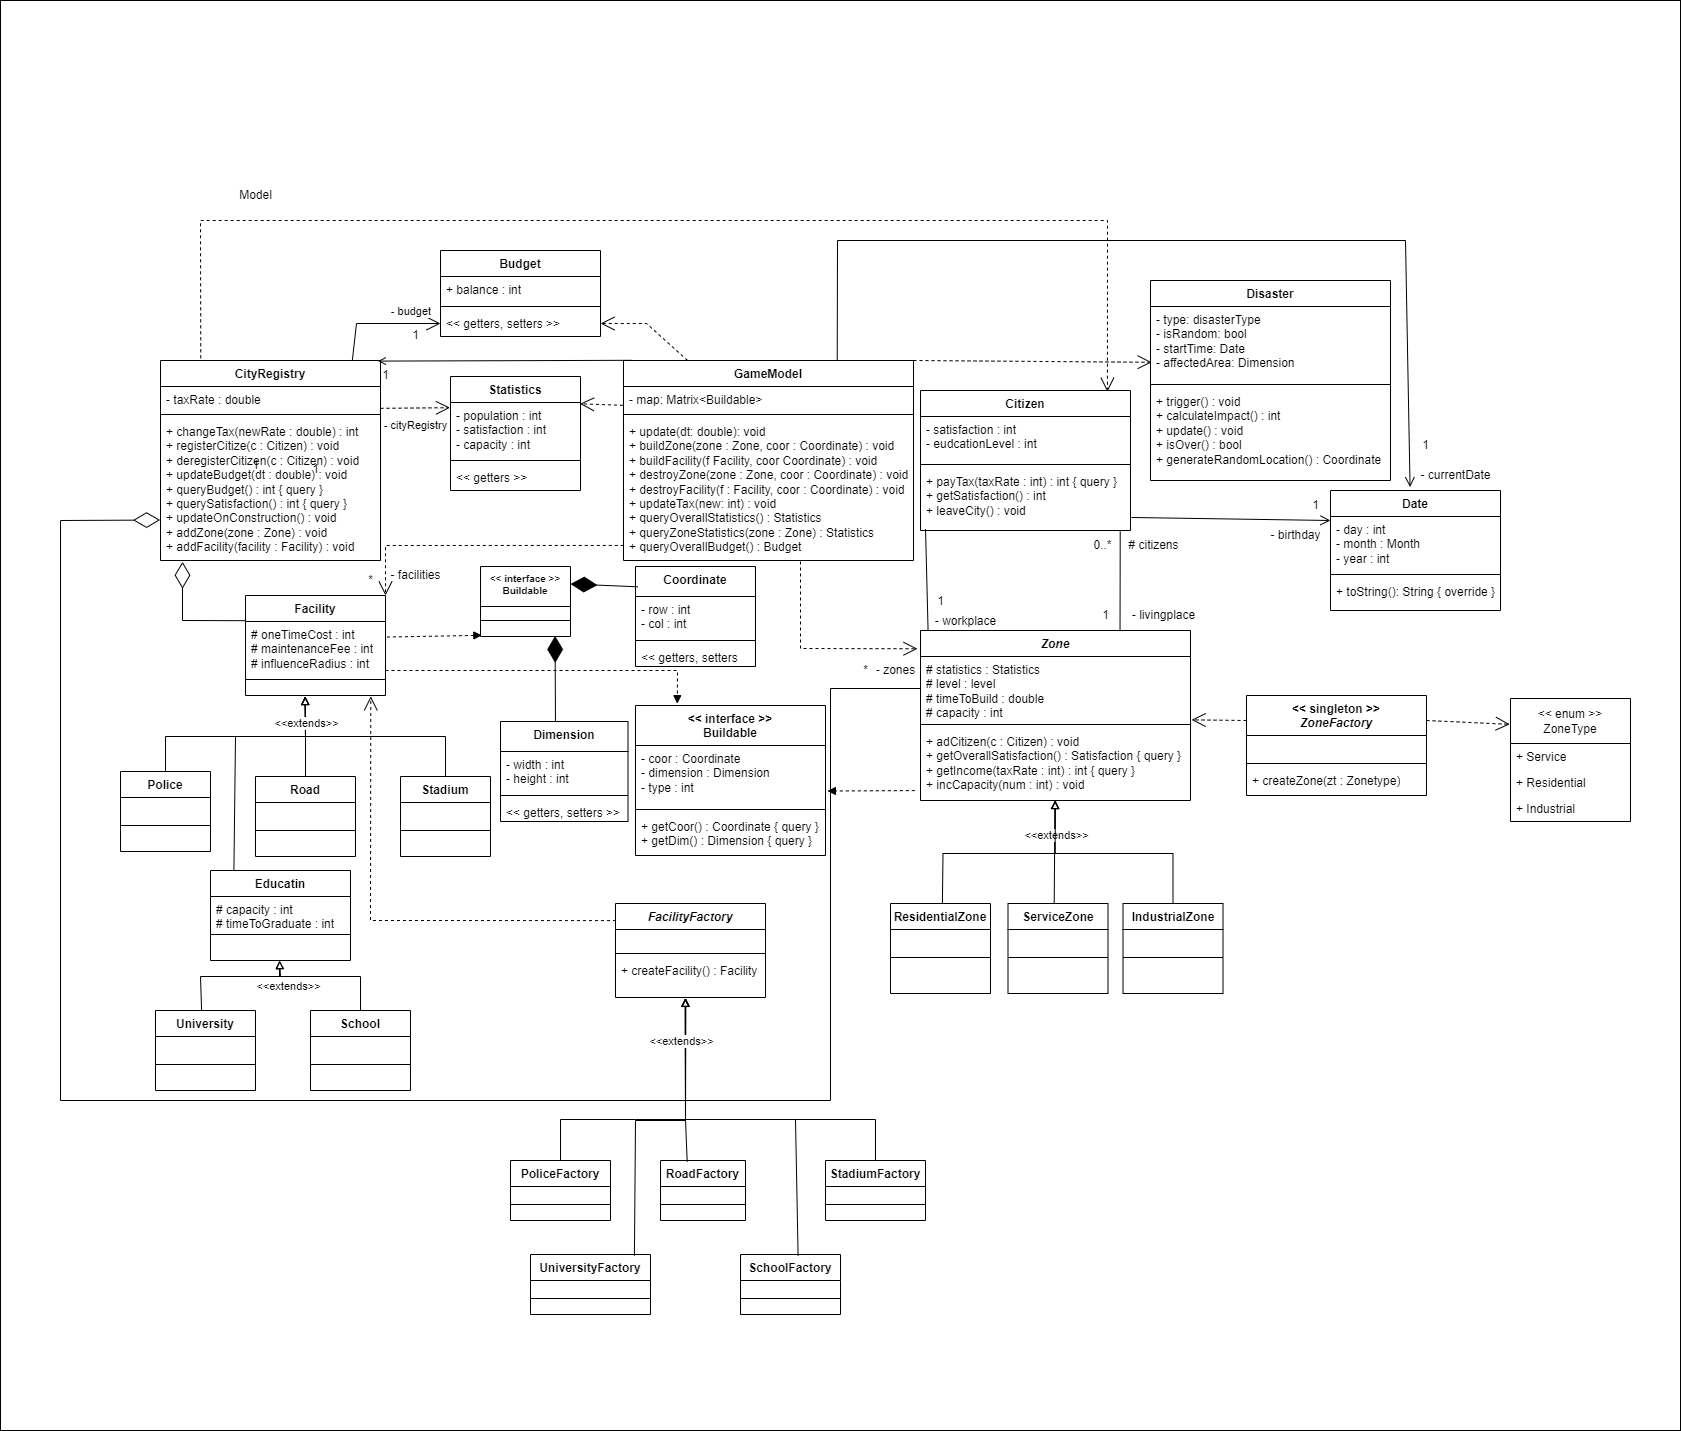 Model
Budget
+ balance : int
<< getters, setters >>
- budget
1
CityRegistry
- taxRate : double
+ changeTax(newRate : double) : int
+ registerCitize(c : Citizen) : void
+ deregisterCitizen(c : Citizen) : void
+ updateBudget(dt : double) : void
+ queryBudget() : int { query }
+ querySatisfaction() : int { query }
+ updateOnConstruction() : void
+ addZone(zone : Zone) : void
+ addFacility(facility : Facility) : void
1
1
1
- cityRegistry
Statistics
- population : int
- satisfaction : int
- capacity : int
<< getters >>
GameModel
- map: Matrix<Buildable>
+ update(dt: double): void
+ buildZone(zone : Zone, coor : Coordinate) : void
+ buildFacility(f Facility, coor Coordinate) : void
+ destroyZone(zone : Zone, coor : Coordinate) : void
+ destroyFacility(f : Facility, coor : Coordinate) : void
+ updateTax(new: int) : void
+ queryOverallStatistics() : Statistics
+ queryZoneStatistics(zone : Zone) : Statistics
+ queryOverallBudget() : Budget
Citizen
- satisfaction : int
- eudcationLevel : int
+ payTax(taxRate : int) : int { query }
+ getSatisfaction() : int
+ leaveCity() : void
Disaster
- type: disasterType
- isRandom: bool
- startTime: Date
- affectedArea: Dimension
+ trigger() : void
+ calculateImpact() : int
+ update() : void
+ isOver() : bool
+ generateRandomLocation() : Coordinate
1
- currentDate
Date
- day : int
- month : Month
- year : int
+ toString(): String { override }
1
- birthday
0..*
# citizens
1
- workplace
1
- livingplace
*
- facilities
Facility
# oneTimeCost : int
# maintenanceFee : int
# influenceRadius : int
<< interface >>
Buildable
Coordinate
- row : int
- col : int
<< getters, setters
*
- zones
Zone
# statistics : Statistics
# level : level
# timeToBuild : double
# capacity : int
+ adCitizen(c : Citizen) : void
+ getOverallSatisfaction() : Satisfaction { query }
+ getIncome(taxRate : int) : int { query }
+ incCapacity(num : int) : void
<< singleton >>
ZoneFactory
+ createZone(zt : Zonetype)
<< enum >>
ZoneType
+ Service
+ Residential
+ Industrial
<<extends>>
Dimension
- width : int
- height : int
<< getters, setters >>
<< interface >>
Buildable
- coor : Coordinate
- dimension : Dimension
- type : int
+ getCoor() : Coordinate { query }
+ getDim() : Dimension { query }
Police
Road
Stadium
<<extends>>
Educatin
# capacity : int
# timeToGraduate : int
<<extends>>
University
School
ResidentialZone
ServiceZone
IndustrialZone
FacilityFactory
+ createFacility() : Facility
<<extends>>
PoliceFactory
RoadFactory
StadiumFactory
UniversityFactory
SchoolFactory